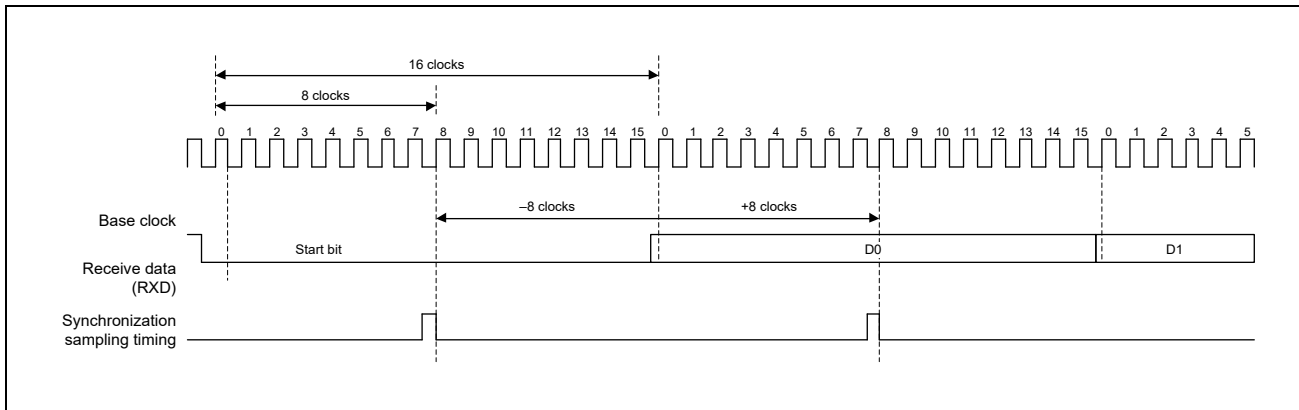 16 clocks
8 clocks
0 1 2 3 4 5 6 7 8 9 10 11 12 13 14 15 0 1 2 3 4 5 6 7 8 9 10 11 12 13 14 15 0 1 2 3 4 5
–8 clocks +8 clocks
Base clock
Start bit D0 D1
Receive data
(RXD)
Synchronization
sampling timing